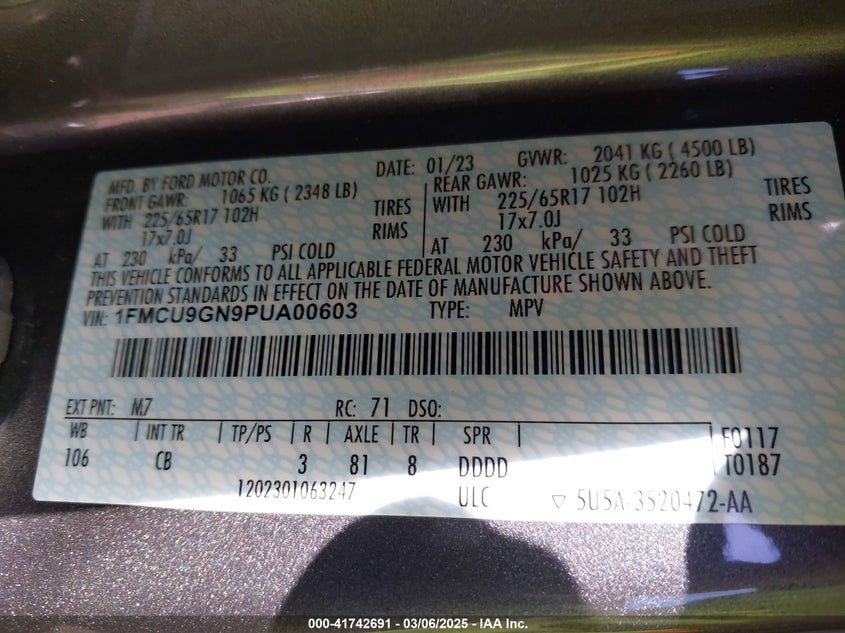 MFD. BY FORD MOTOR CO. DATE: 01/23 GVWR: 2041 KG ( 4500 LB)
FRONT GAWR: 1065 KG ( 2348 LB) REAR GAWR: 1025 KG ( 2260 LB)
WITH 225/65R17 102H TIRES WITH 225/65R17 102H TIRES
17x7.0J RIMS 17x7.0J RIMS
AT 230 kPa/ 33 PSI COLD AT 230 kPa/ 33 PSI COLD
THIS VEHICLE CONFORMS TO ALL APPLICABLE FEDERAL MOTOR VEHICLE SAFETY AND THEFT
PREVENTION STANDARDS IN EFFECT ON THE DATE OF MANUFACTURE SHOWN ABOVE.
VIN: 1FMCU9GN9PUA00603 TYPE: MPV
EXT PNT: M7 RC: 71 DSO:
WB INT TR TP/PS R AXLE TR SPR F0117
106 CB 3 81 8 DDDD T0187
1202301063247 ULC ▽ 5U5A-3520472-AA
000-41742691 - 03/06/2025 - IAA Inc.